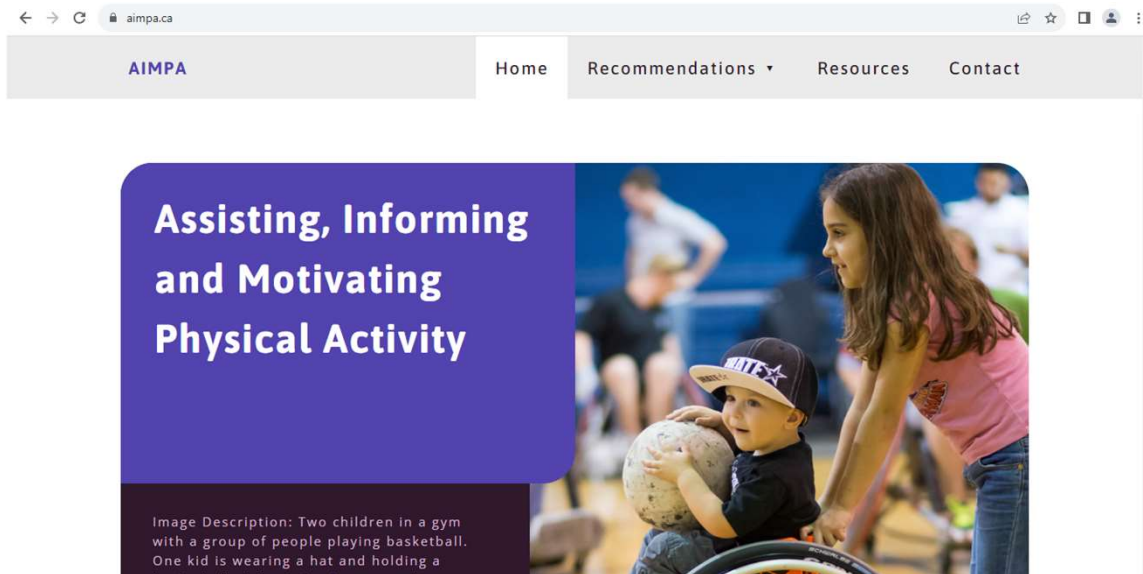 aimpa.ca
AIMPA
Home
Recommendations ▾
Resources
Contact
Assisting, Informing
and Motivating
Physical Activity
Image Description: Two children in a gym
with a group of people playing basketball.
One kid is wearing a hat and holding a